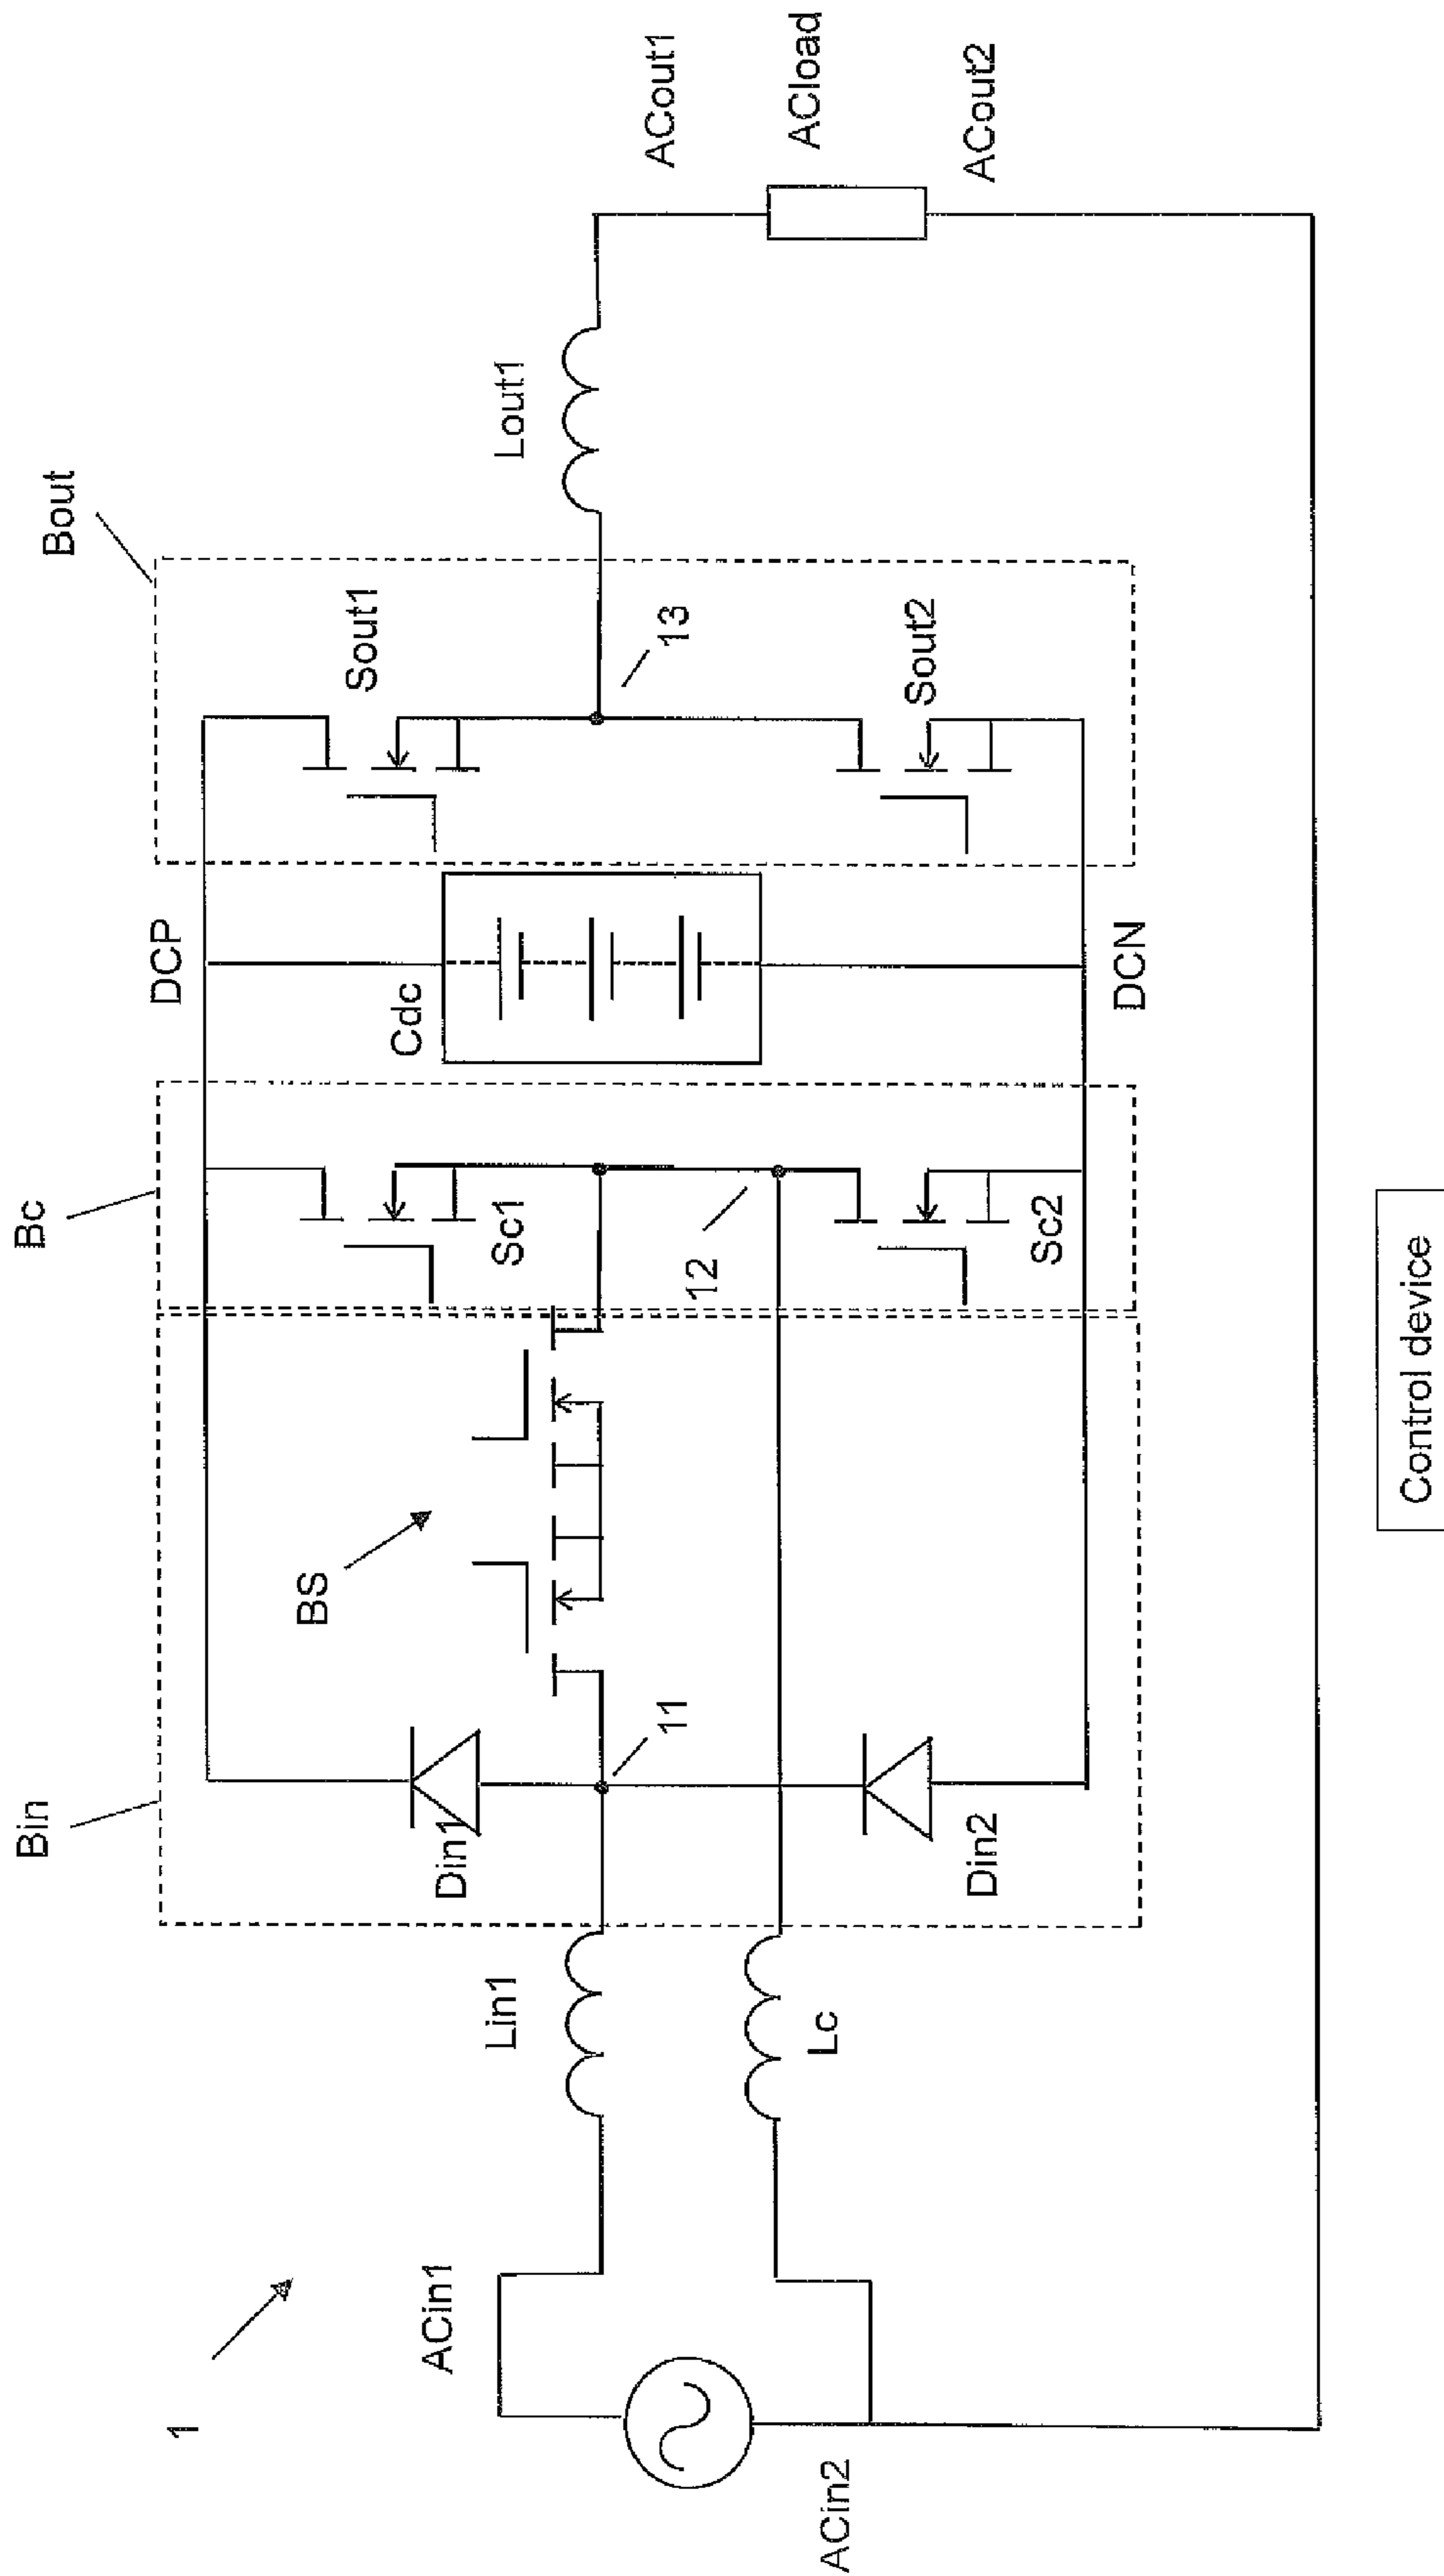 Bin
Bc
Bout
DCP
1
BS
Din1
Sc1
Cdc
Sout1
ACin1
Lin1
11
12
13
Lout1
ACout1
ACload
ACout2
ACin2
Lc
Din2
Sc2
DCN
Sout2
Control device